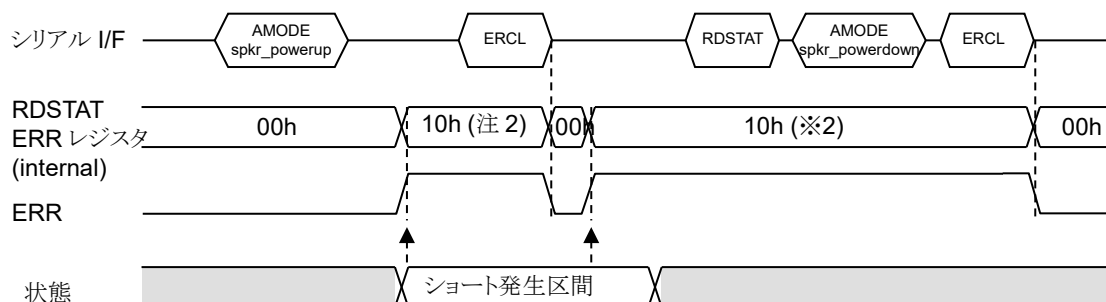 シリアル I/F
AMODE
spkr_powerup
ERCL
RDSTAT
AMODE
spkr_powerdown
ERCL
RDSTAT
ERR レジスタ
(internal)
00h
10h (注 2)
00h
10h (※2)
00h
ERR
状態
ショート発生区間